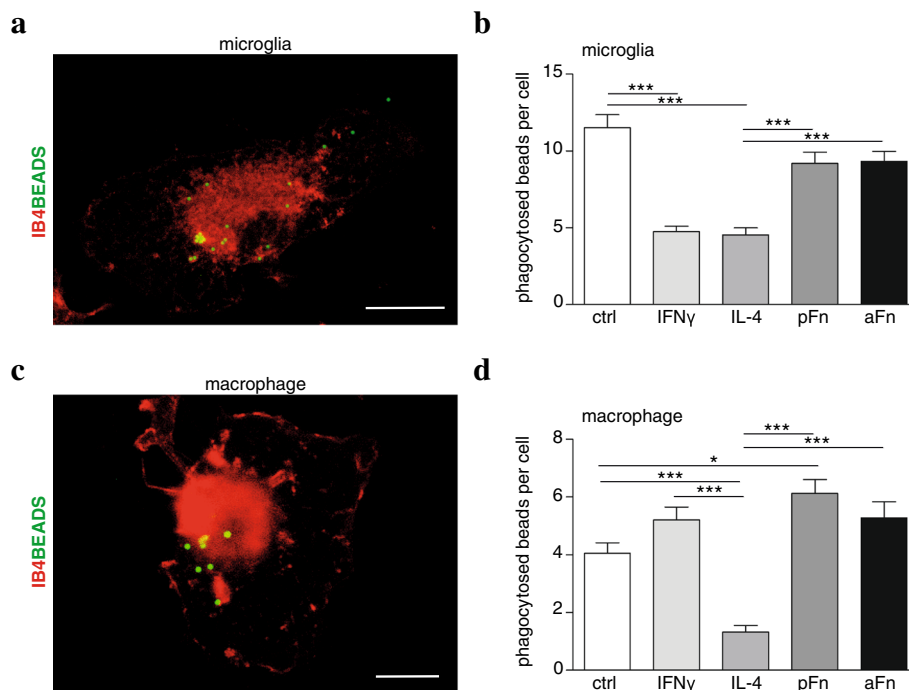 a
microglia
IB4BEADS
b
microglia
phagocytosed beads per cell
15
10
5
0
***
***
***
***
ctrl IFNγ IL-4 pFn aFn
c
macrophage
IB4BEADS
d
macrophage
phagocytosed beads per cell
8
6
4
2
0
***
***
*
***
***
ctrl IFNγ IL-4 pFn aFn